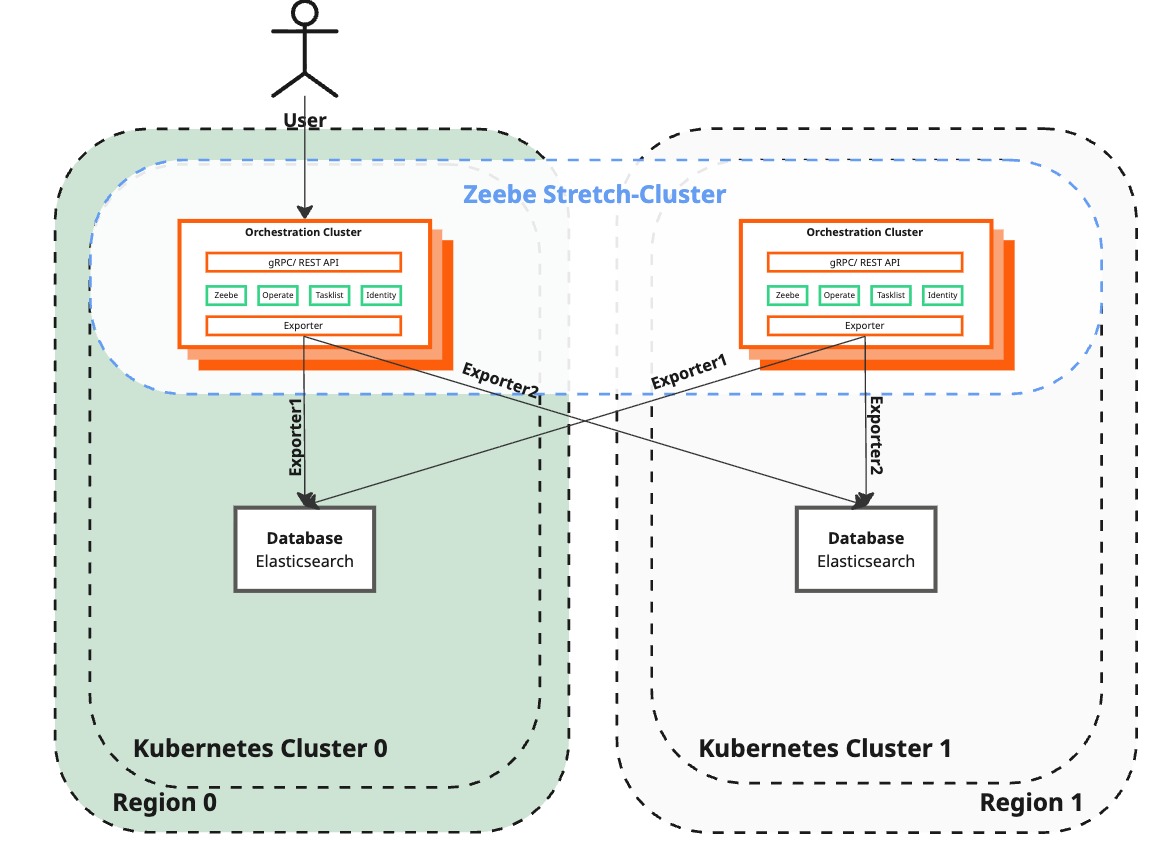 User
Zeebe Stretch-Cluster
Orchestration Cluster
gRPC/ REST API
Zeebe
Operate
Tasklist
Identity
Exporter
Orchestration Cluster
gRPC/ REST API
Zeebe
Operate
Tasklist
Identity
Exporter
Exporter1
Exporter2
Exporter1
Exporter2
Database
Elasticsearch
Database
Elasticsearch
Kubernetes Cluster 0
Region 0
Kubernetes Cluster 1
Region 1